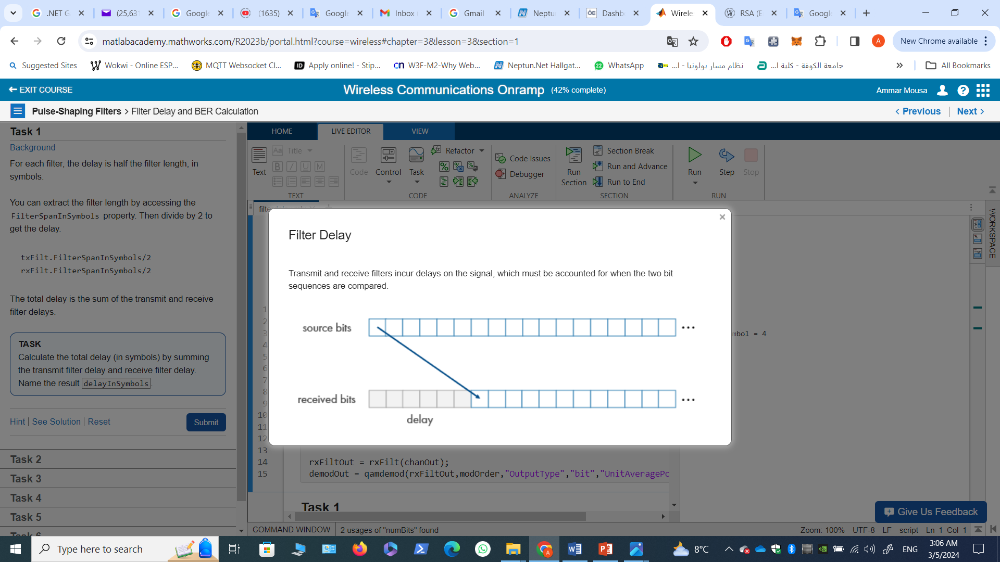 .NET G
(25,631
Google
(1635)
Google
Inbox
Gmail
Neptu
Dashb
Wirele
RSA (E
Google
matlabacademy.mathworks.com/R2023b/portal.html?course=wireless#chapter=3&lesson=3&section=1
New Chrome available
Suggested Sites
Wokwi - Online ESP...
MQTT Websocket Cl...
Apply online! - Stip...
W3F-M2-Why Web...
Neptun.Net Hallgat...
WhatsApp
نظام مسار بولونيا - ا...
جامعة الكوفة - كلية ا...
All Bookmarks
EXIT COURSE
Wireless Communications Onramp (42% complete)
Ammar Mousa
Pulse-Shaping Filters > Filter Delay and BER Calculation
< Previous
Next >
Task 1
Background
For each filter, the delay is half the filter length, in
symbols.
You can extract the filter length by accessing the
FilterSpanInSymbols property. Then divide by 2 to
get the delay.
txFilt.FilterSpanInSymbols/2
rxFilt.FilterSpanInSymbols/2
The total delay is the sum of the transmit and receive
filter delays.
TASK
Calculate the total delay (in symbols) by summing
the transmit filter delay and receive filter delay.
Name the result delayInSymbols.
Hint | See Solution | Reset
Submit
Task 2
Task 3
Task 4
Task 5
Task 6
HOME
LIVE EDITOR
VIEW
Text
Aa Title
B I U M
TEXT
Code
Control
Task
Refactor
CODE
Code Issues
Debugger
ANALYZE
Run
Section
Section Break
Run and Advance
Run to End
SECTION
Run
Step
Stop
RUN
WORKSPACE
Filter Delay
Transmit and receive filters incur delays on the signal, which must be accounted for when the two bit
sequences are compared.
source bits
received bits
delay
mbol = 4
1
2
3
4
5
6
7
8
9
10
11
12
13
14 rxFiltOut = rxFilt(chanOut);
15 demodOut = qamdemod(rxFiltOut,modOrder,"OutputType","bit","UnitAveragePo
Task 1
Give Us Feedback
COMMAND WINDOW
2 usages of "numBits" found
Zoom: 100% UTF-8 LF script Ln 1 Col 1
Type here to search
22
8°C
ENG
3:06 AM
3/5/2024